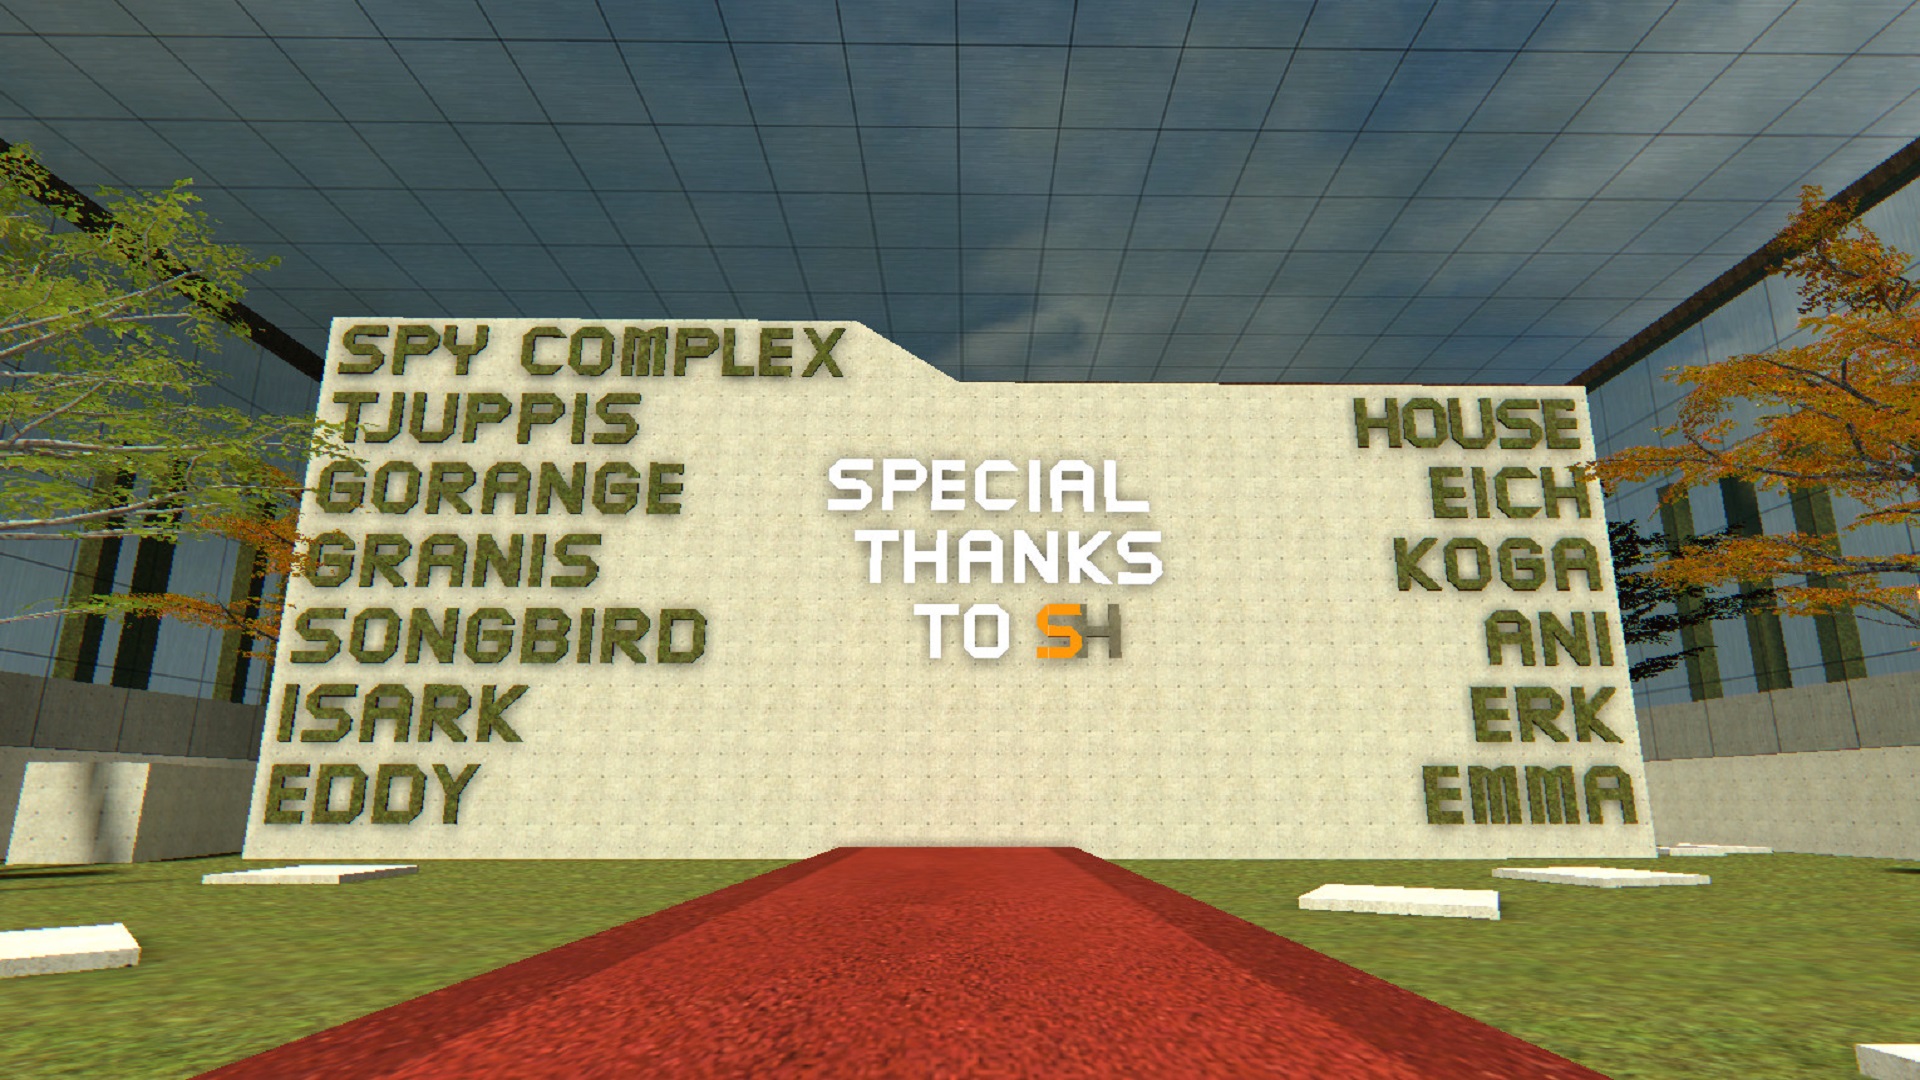 SPY COMPLEX
TJUPPIS
GORANGE
GRANIS
SONGBIRD
ISARK
EDDY
SPECIAL
THANKS
TO SH
HOUSE
EICH
KOGA
ANI
ERK
EMMA